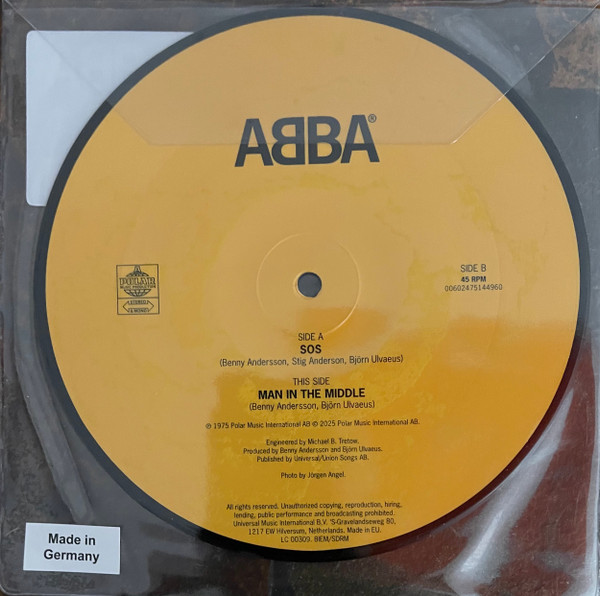 ABBA®
SIDE B
45 RPM
00602475144960
POLAR
SIDE A
SOS
(Benny Andersson, Stig Anderson, Björn Ulvaeus)
THIS SIDE
MAN IN THE MIDDLE
(Benny Andersson, Björn Ulvaeus)
℗ 1975 Polar Music International AB © 2025 Polar Music International AB.
Engineered by Michael B. Tretow.
Produced by Benny Andersson and Björn Ulvaeus.
Published by Universal/Union Songs AB.
Photo by Jörgen Angel.
All rights reserved. Unauthorized copying, reproduction, hiring,
lending, public performance and broadcasting prohibited.
Universal Music International B.V. 'S-Gravelandseweg 80,
1217 EW Hilversum, Netherlands. Made in EU.
LC 00309. BIEM/SDRM
Made in
Germany